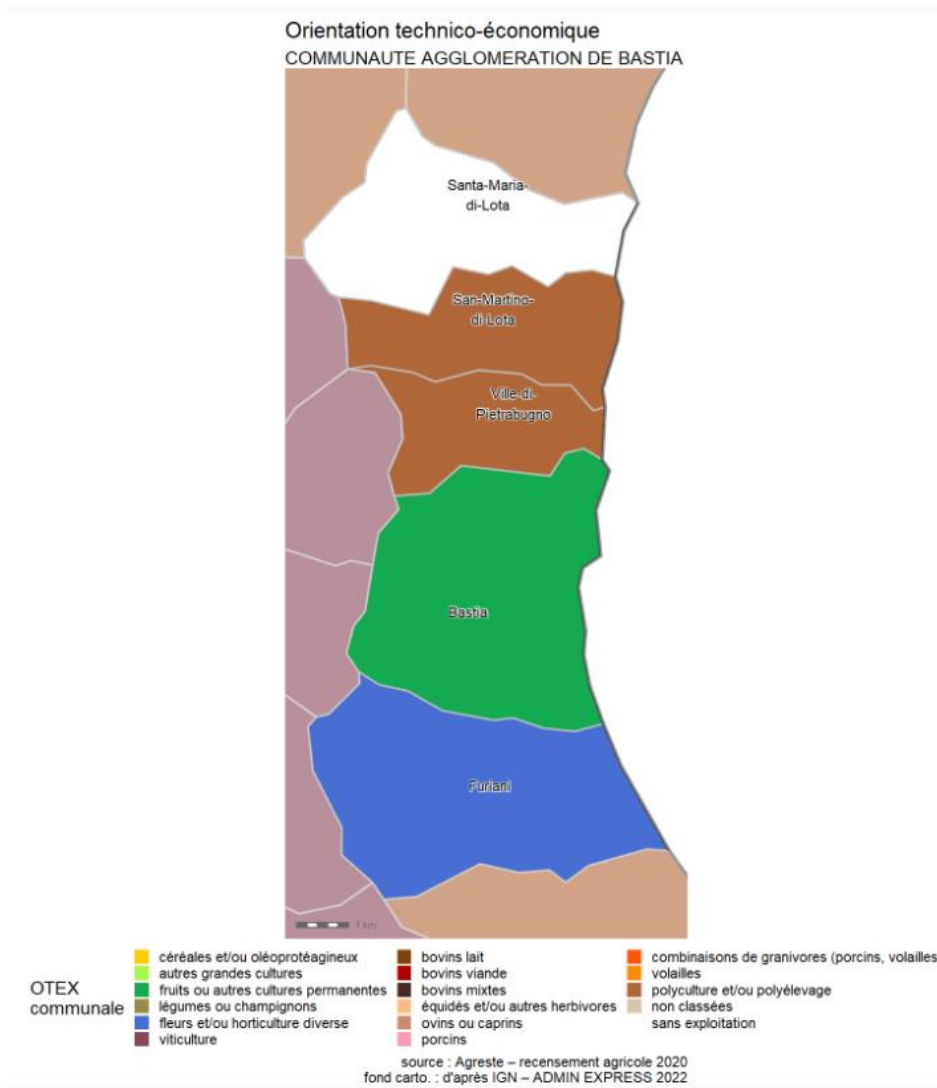 Orientation technico-économique
COMMUNAUTE AGGLOMERATION DE BASTIA
Santa-Maria-
di-Lota
San-Martino-
di-Lota
Ville-di-
Pietrabugno
Bastia
Furiani
1 km
OTEX
communale
céréales et/ou oléoprotéagineux
autres grandes cultures
fruits ou autres cultures permanentes
légumes ou champignons
fleurs et/ou horticulture diverse
viticulture
bovins lait
bovins viande
bovins mixtes
équidés et/ou autres herbivores
ovins ou caprins
porcins
combinaisons de granivores (porcins, volailles
volailles
polyculture et/ou polyélevage
non classées
sans exploitation
source : Agreste – recensement agricole 2020
fond carto. : d'après IGN – ADMIN EXPRESS 2022